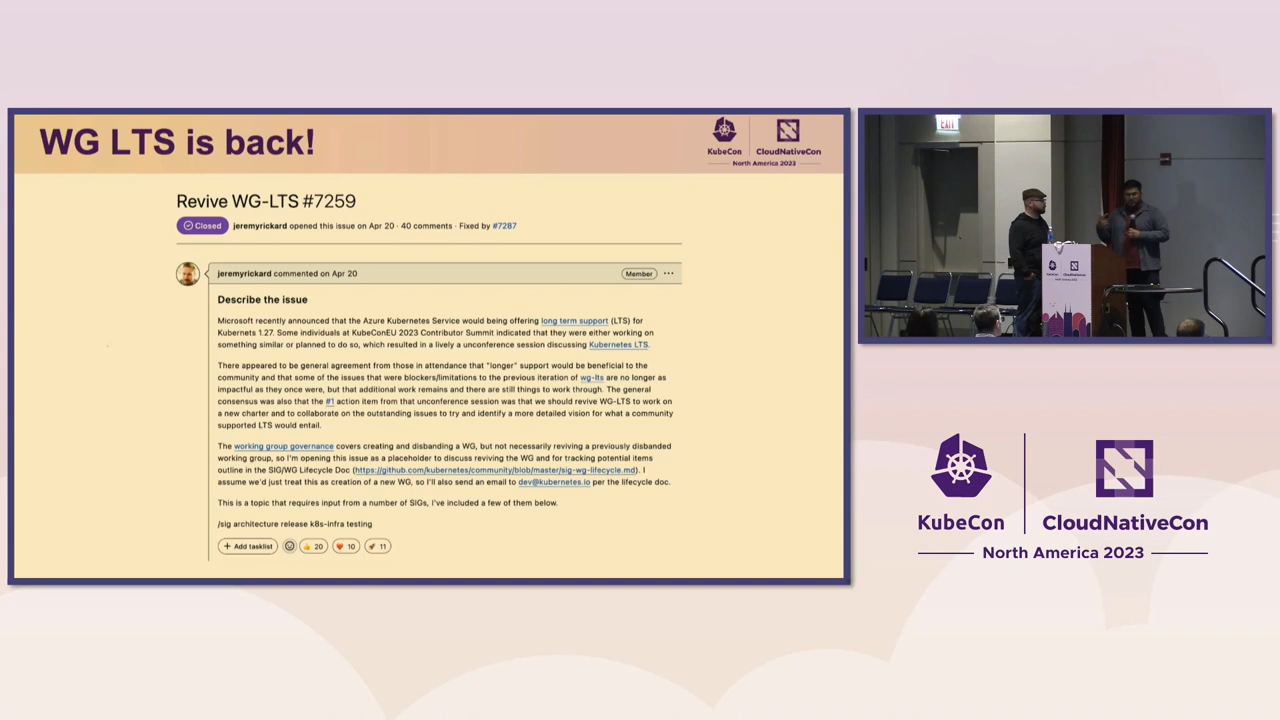 WG LTS is back!
KubeCon
CloudNativeCon
North America 2023
Revive WG-LTS #7259
Closed jeremyrickard opened this issue on Apr 20 · 40 comments · Fixed by #7287
jeremyrickard commented on Apr 20
Member
Describe the issue
Microsoft recently announced that the Azure Kubernetes Service would being offering long term support (LTS) for
Kubernets 1.27. Some individuals at KubeConEU 2023 Contributor Summit indicated that they were either working on
something similar or planned to do so, which resulted in a lively a unconference session discussing Kubernetes LTS.
There appeared to be general agreement from those in attendance that "longer" support would be beneficial to the
community and that some of the issues that were blockers/limitations to the previous iteration of wg-lts are no longer as
impactful as they once were, but that additional work remains and there are still things to work through. The general
consensus was also that the #1 action item from that unconference session was that we should revive WG-LTS to work on
a new charter and to collaborate on the outstanding issues to try and identify a more detailed vision for what a community
supported LTS would entail.
The working group governance covers creating and disbanding a WG, but not necessarily reviving a previously disbanded
working group, so I'm opening this issue as a placeholder to discuss reviving the WG and for tracking potential items
outline in the SIG/WG Lifecycle Doc (https://github.com/kubernetes/community/blob/master/sig-wg-lifecycle.md). I
assume we'd just treat this as creation of a new WG, so I'll also send an email to dev@kubernetes.io per the lifecycle doc.
This is a topic that requires input from a number of SIGs, I've included a few of them below.
/sig architecture release k8s-infra testing
+ Add tasklist
20
10
11
EXIT
KubeCon
CloudNativeCon
North America 2023